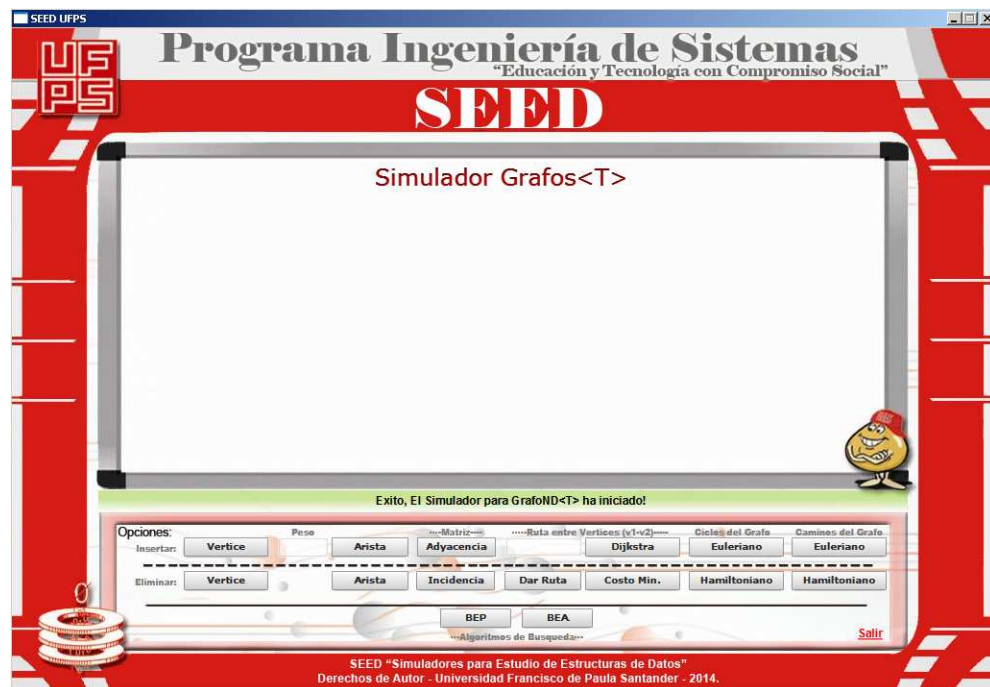 SEED UFPS
UFPS
Programa Ingeniería de Sistemas
“Educación y Tecnología con Compromiso Social”
SEED
Simulador Grafos<T>
Exito, El Simulador para GrafoND<T> ha iniciado!
Opciones:
Peso
----Matriz----
-----Ruta entre Vertices (v1-v2)-----
Ciclos del Grafo
Caminos del Grafo
Insertar:
Vertice
Arista
Adyacencia
Dijkstra
Euleriano
Euleriano
Eliminar:
Vertice
Arista
Incidencia
Dar Ruta
Costo Min.
Hamiltoniano
Hamiltoniano
BEP
BEA
---Algoritmos de Busqueda---
Salir
SEED “Simuladores para Estudio de Estructuras de Datos”
Derechos de Autor - Universidad Francisco de Paula Santander - 2014.